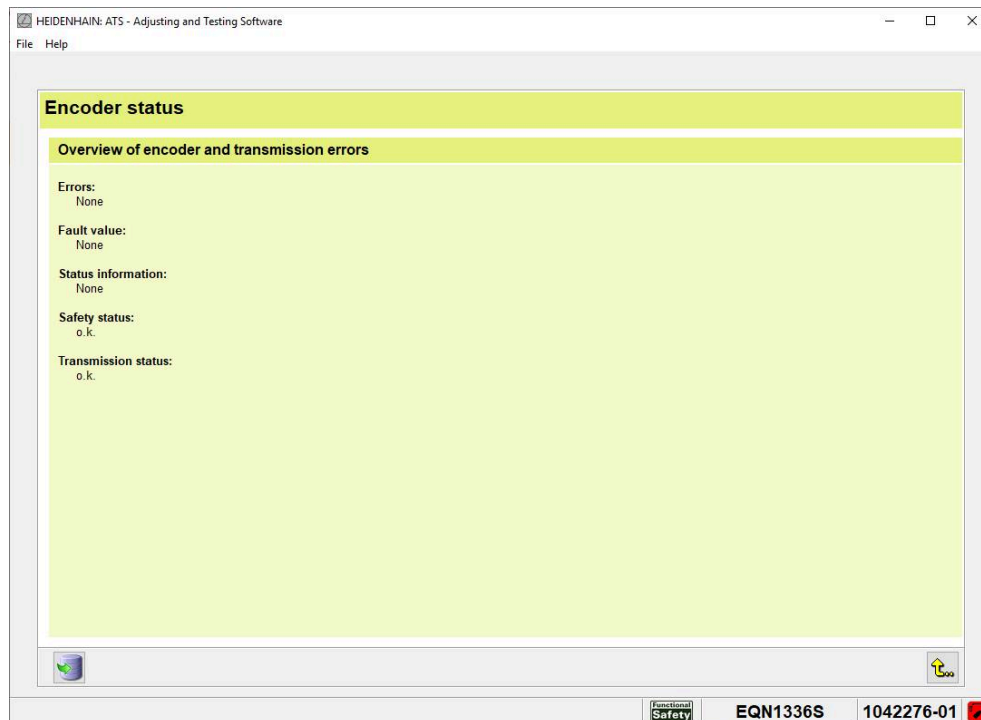 HEIDENHAIN: ATS - Adjusting and Testing Software
File Help
Encoder status
Overview of encoder and transmission errors
Errors:
None
Fault value:
None
Status information:
None
Safety status:
o.k.
Transmission status:
o.k.
Functional
Safety
EQN1336S
1042276-01